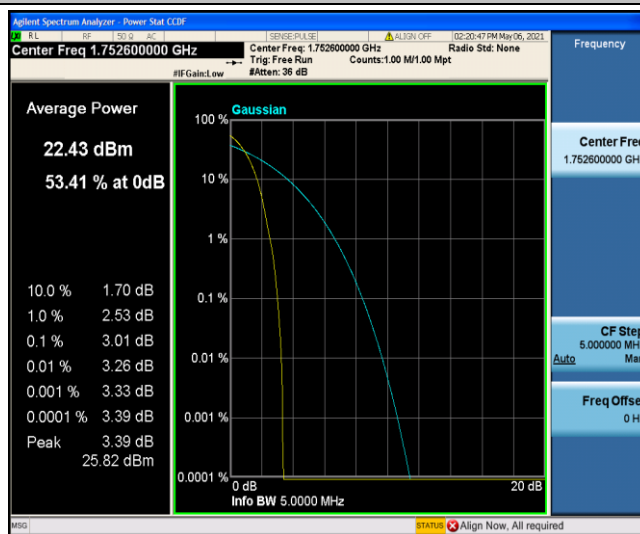 Agilent Spectrum Analyzer - Power Stat CCDF
RL RF 50 Ω AC SENSE:PULSE ALIGN OFF 02:20:47 PM May 06, 2021
Center Freq 1.752600000 GHz
Center Freq: 1.752600000 GHz Radio Std: None
Trig: Free Run Counts:1.00 M/1.00 Mpt
#IFGain:Low #Atten: 36 dB
Frequency
Average Power
22.43 dBm
53.41 % at 0dB
10.0 % 1.70 dB
1.0 % 2.53 dB
0.1 % 3.01 dB
0.01 % 3.26 dB
0.001 % 3.33 dB
0.0001 % 3.39 dB
Peak 3.39 dB
25.82 dBm
Gaussian
100 %
10 %
1 %
0.1 %
0.01 %
0.001 %
0.0001 %
0 dB 20 dB
Info BW 5.0000 MHz
Center Fre
1.752600000 GH
CF Step
5.000000 MH
Auto Ma
Freq Offse
0 H
MSG STATUS Align Now, All required